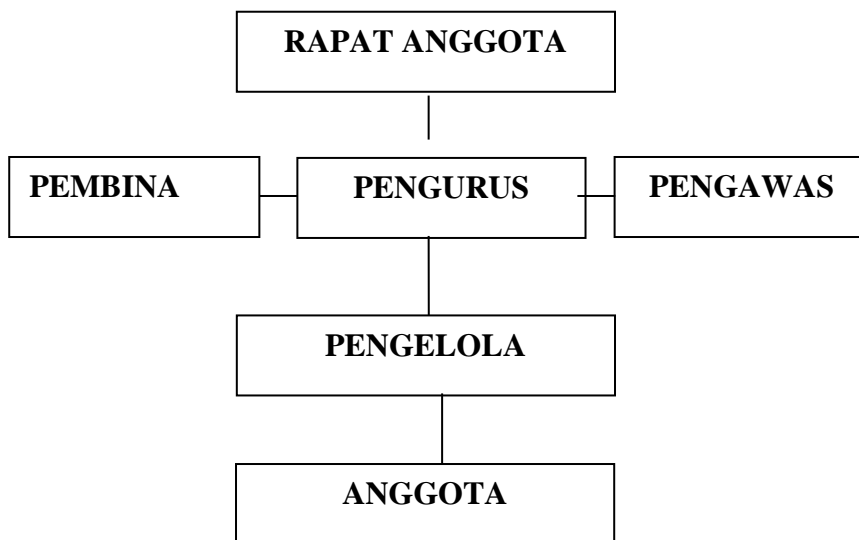 RAPAT ANGGOTA
PEMBINA
PENGURUS
PENGAWAS
PENGELOLA
ANGGOTA